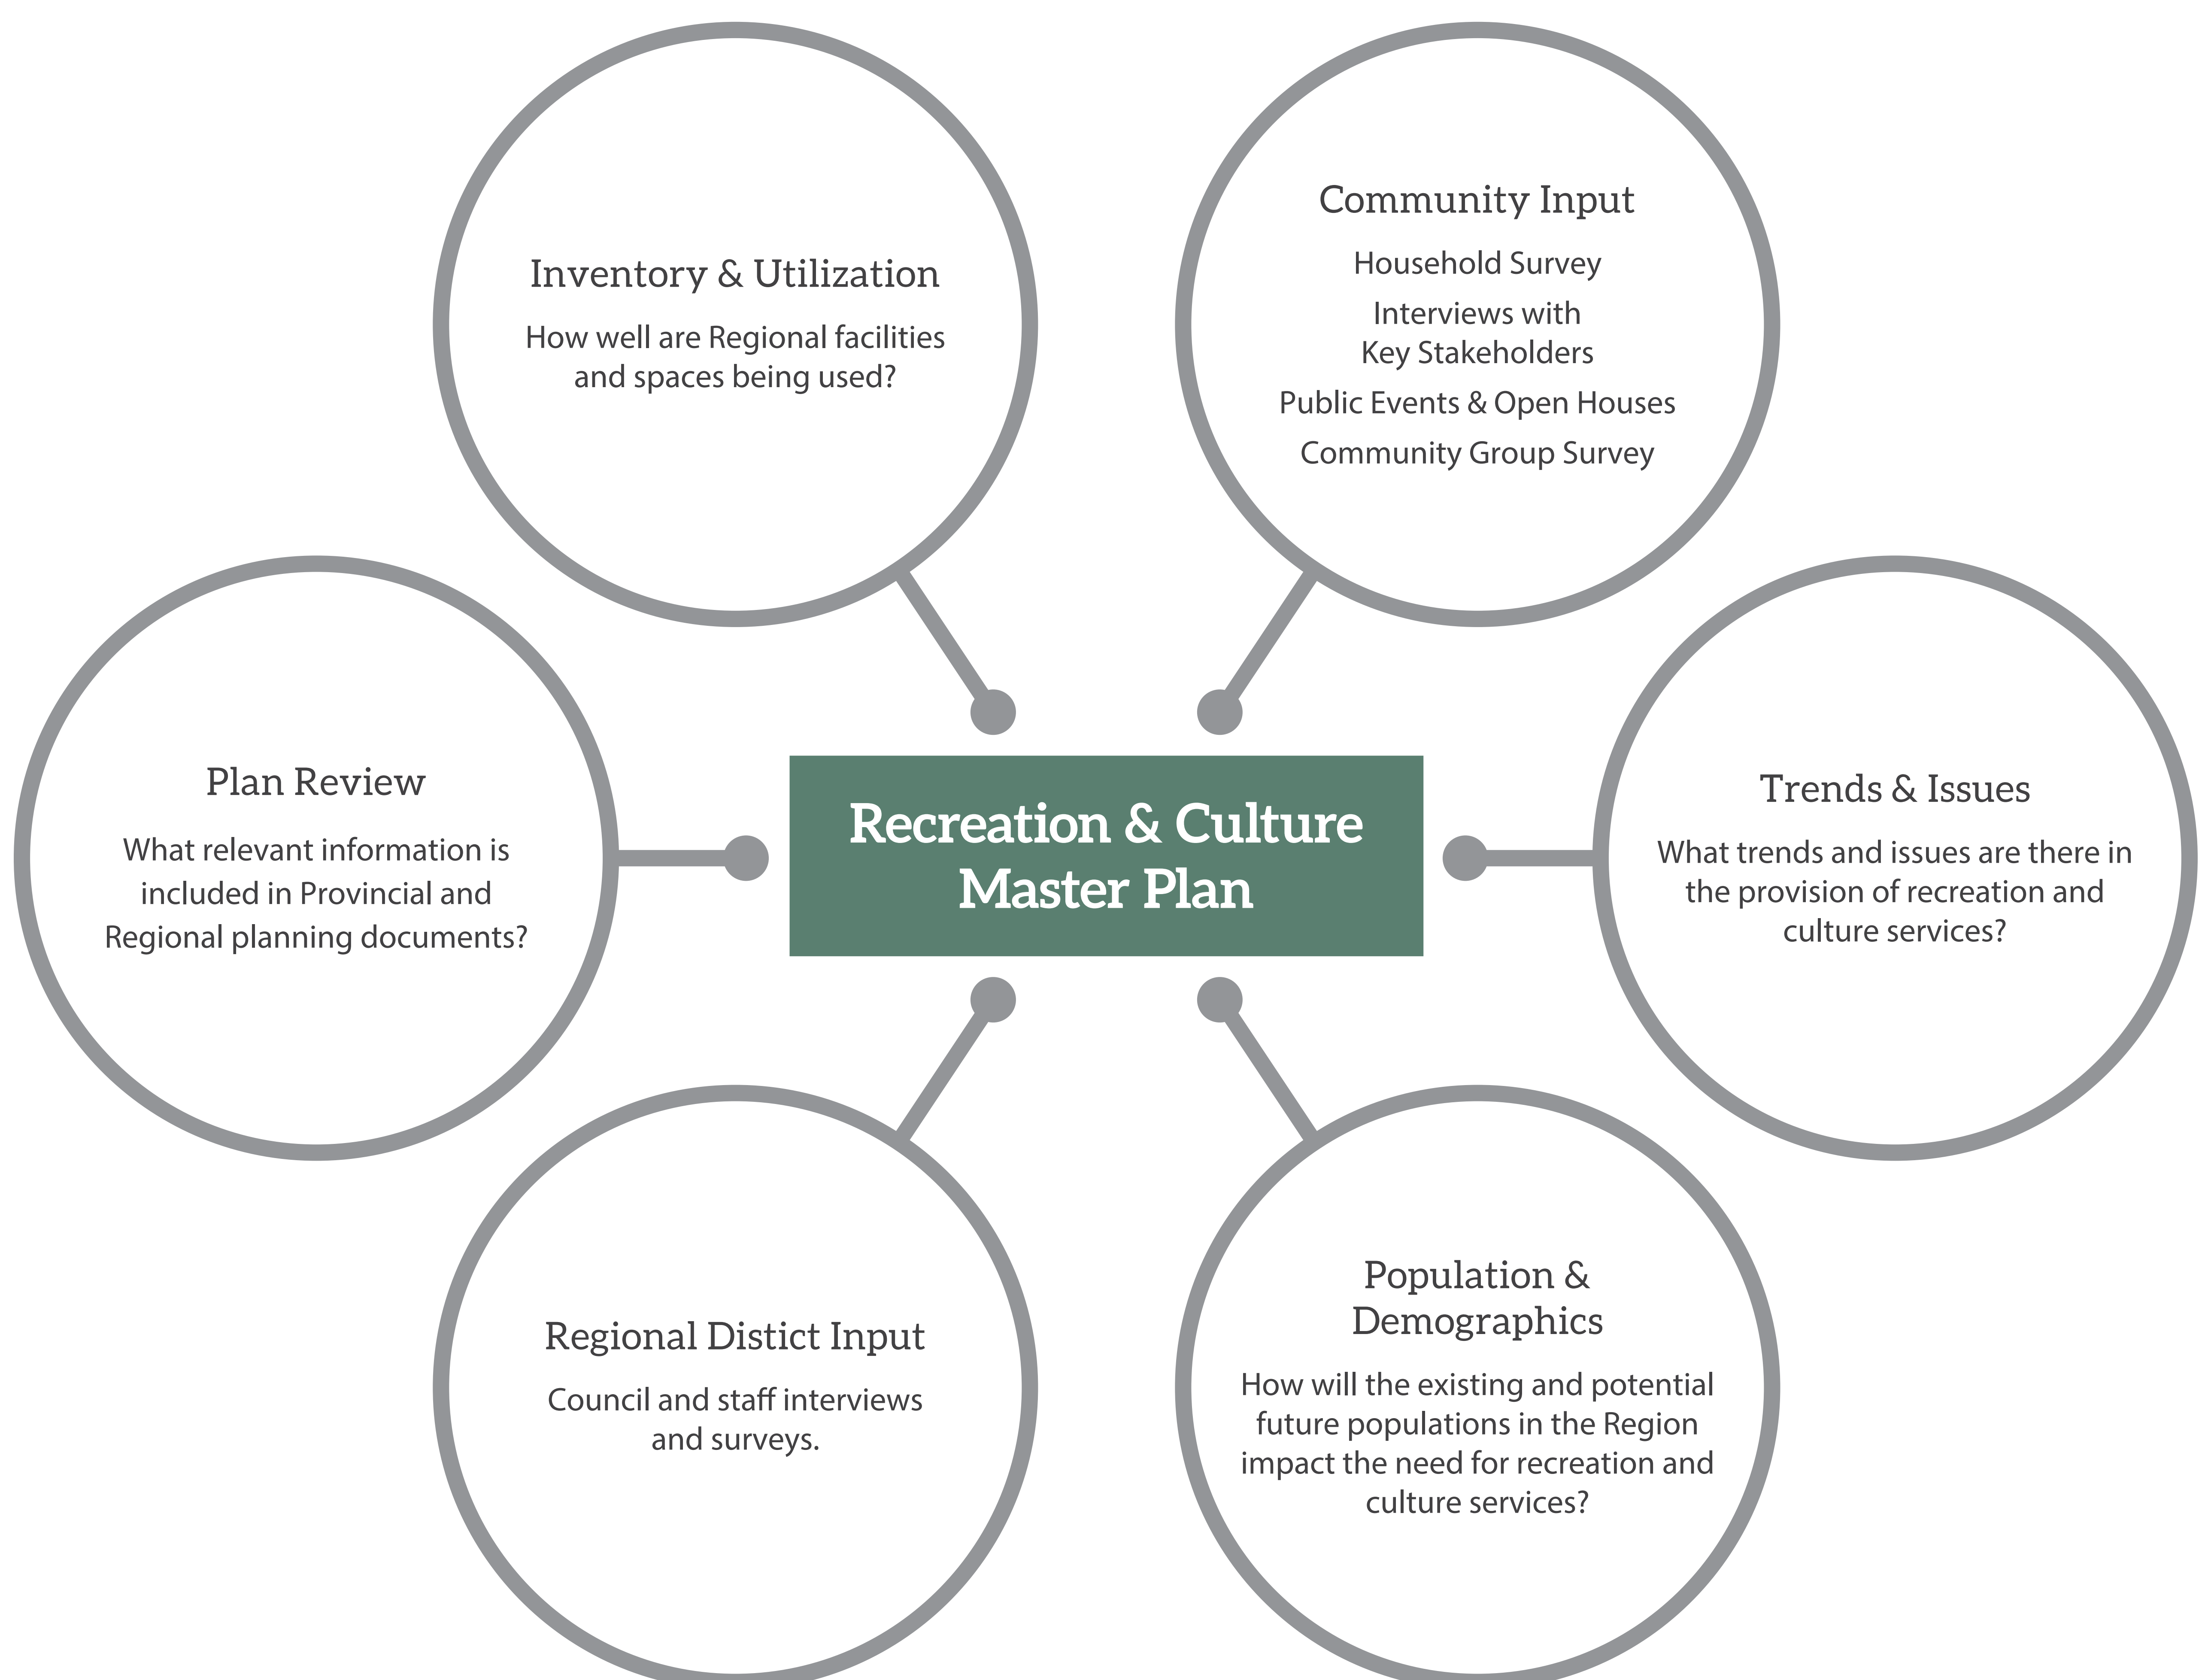 Inventory & Utilization
How well are Regional facilities
and spaces being used?
Community Input
Household Survey
Interviews with
Key Stakeholders
Public Events & Open Houses
Community Group Survey
Plan Review
What relevant information is
included in Provincial and
Regional planning documents?
Recreation & Culture
Master Plan
Trends & Issues
What trends and issues are there in
the provision of recreation and
culture services?
Regional Distict Input
Council and staff interviews
and surveys.
Population &
Demographics
How will the existing and potential
future populations in the Region
impact the need for recreation and
culture services?